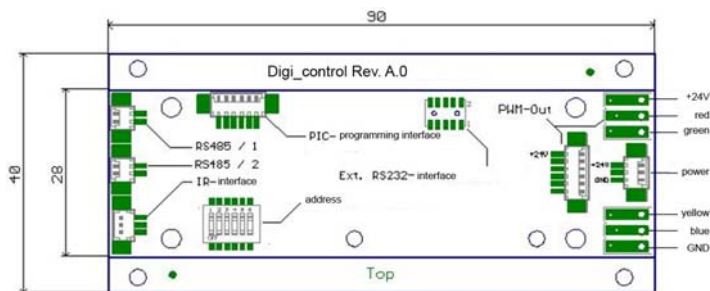 90
40
28
Digi_control Rev. A.0
PWM-Out
+24V
red
green
PIC- programming interface
RS485 / 1
RS485 / 2
IR-interface
Ext. RS232-interface
+24V
+24V
GND
power
address
OFF
yellow
blue
GND
Top